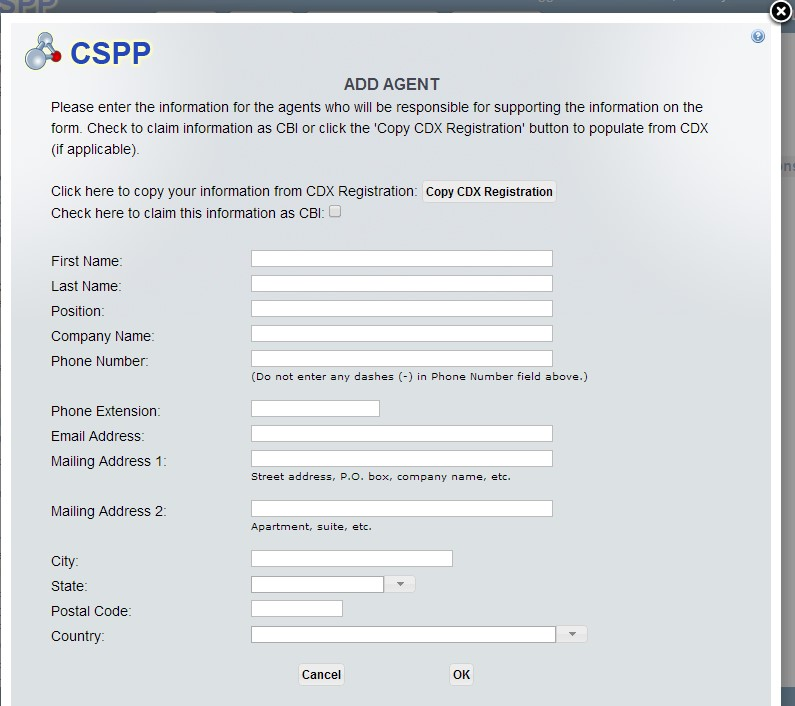 CSPP
ADD AGENT
Please enter the information for the agents who will be responsible for supporting the information on the
form. Check to claim information as CBI or click the 'Copy CDX Registration' button to populate from CDX
(if applicable).
Click here to copy your information from CDX Registration: Copy CDX Registration
Check here to claim this information as CBI:
First Name:
Last Name:
Position:
Company Name:
Phone Number:
(Do not enter any dashes (-) in Phone Number field above.)
Phone Extension:
Email Address:
Mailing Address 1:
Street address, P.O. box, company name, etc.
Mailing Address 2:
Apartment, suite, etc.
City:
State:
Postal Code:
Country:
Cancel OK